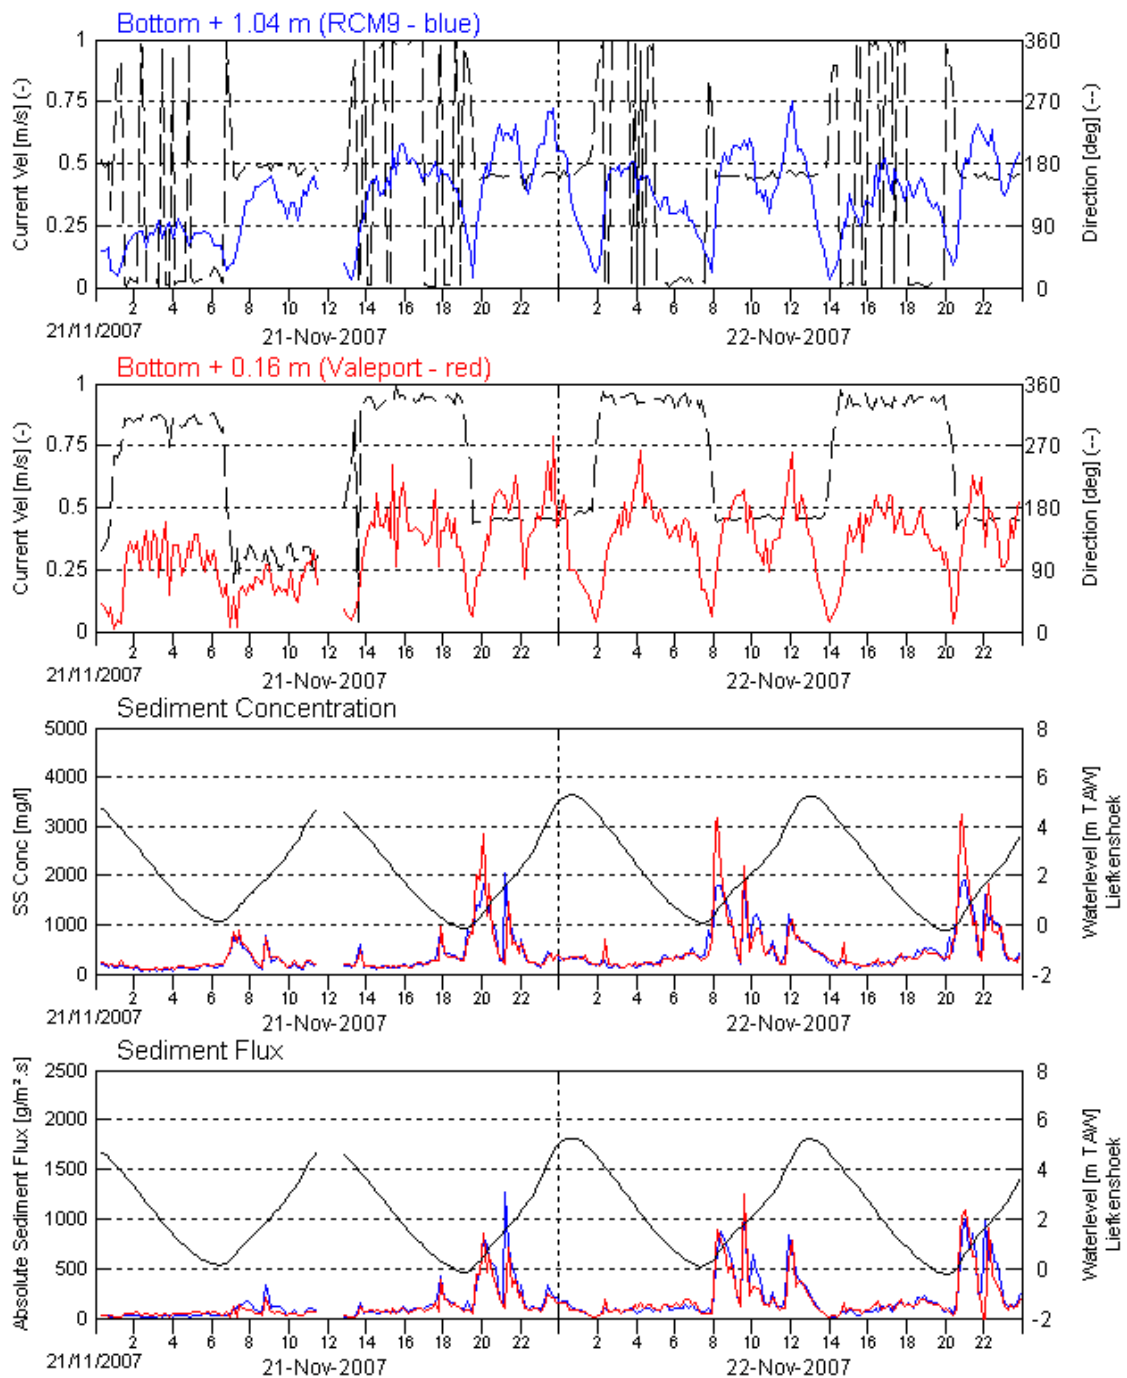 Bottom + 1.04 m (RCM9 - blue)
Current Vel [m/s] (-)
1
0.75
0.5
0.25
0
360
270
180
90
0
Direction [deg] (--)
2 4 6 8 10 12 14 16 18 20 22 2 4 6 8 10 12 14 16 18 20 22
21/11/2007
21-Nov-2007
22-Nov-2007
Bottom + 0.16 m (Valeport - red)
Current Vel [m/s] (-)
1
0.75
0.5
0.25
0
360
270
180
90
0
Direction [deg] (--)
2 4 6 8 10 12 14 16 18 20 22 2 4 6 8 10 12 14 16 18 20 22
21/11/2007
21-Nov-2007
22-Nov-2007
Sediment Concentration
SS Conc [mg/l]
5000
4000
3000
2000
1000
0
8
6
4
2
0
-2
Waterlevel [m TAW]
Liefkenshoek
2 4 6 8 10 12 14 16 18 20 22 2 4 6 8 10 12 14 16 18 20 22
21/11/2007
21-Nov-2007
22-Nov-2007
Sediment Flux
Absolute Sediment Flux [g/m².s]
2500
2000
1500
1000
500
0
8
6
4
2
0
-2
Waterlevel [m TAW]
Liefkenshoek
2 4 6 8 10 12 14 16 18 20 22 2 4 6 8 10 12 14 16 18 20 22
21/11/2007
21-Nov-2007
22-Nov-2007